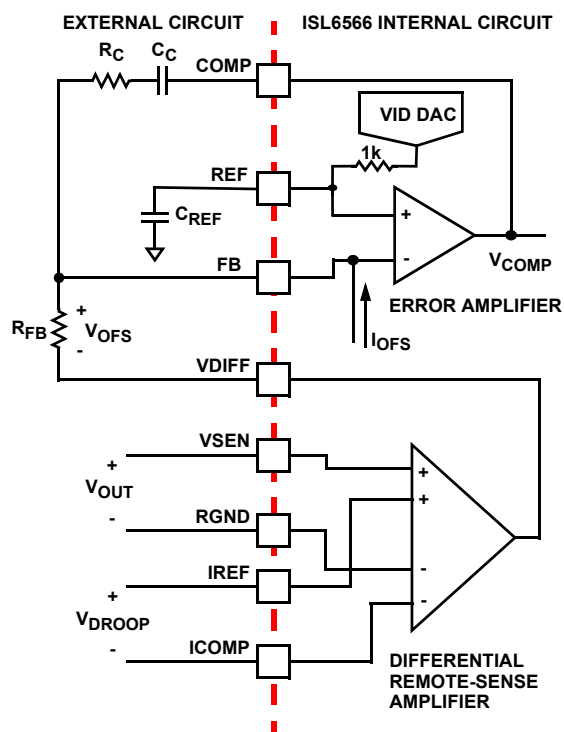 EXTERNAL CIRCUIT
ISL6566 INTERNAL CIRCUIT
RC
CC
COMP
VID DAC
1k
REF
CREF
+
-
VCOMP
FB
ERROR AMPLIFIER
IOFS
RFB
+
VOFS
-
VDIFF
VSEN
+
VOUT
-
RGND
IREF
+
VDROOP
-
ICOMP
+
+
-
-
DIFFERENTIAL
REMOTE-SENSE
AMPLIFIER